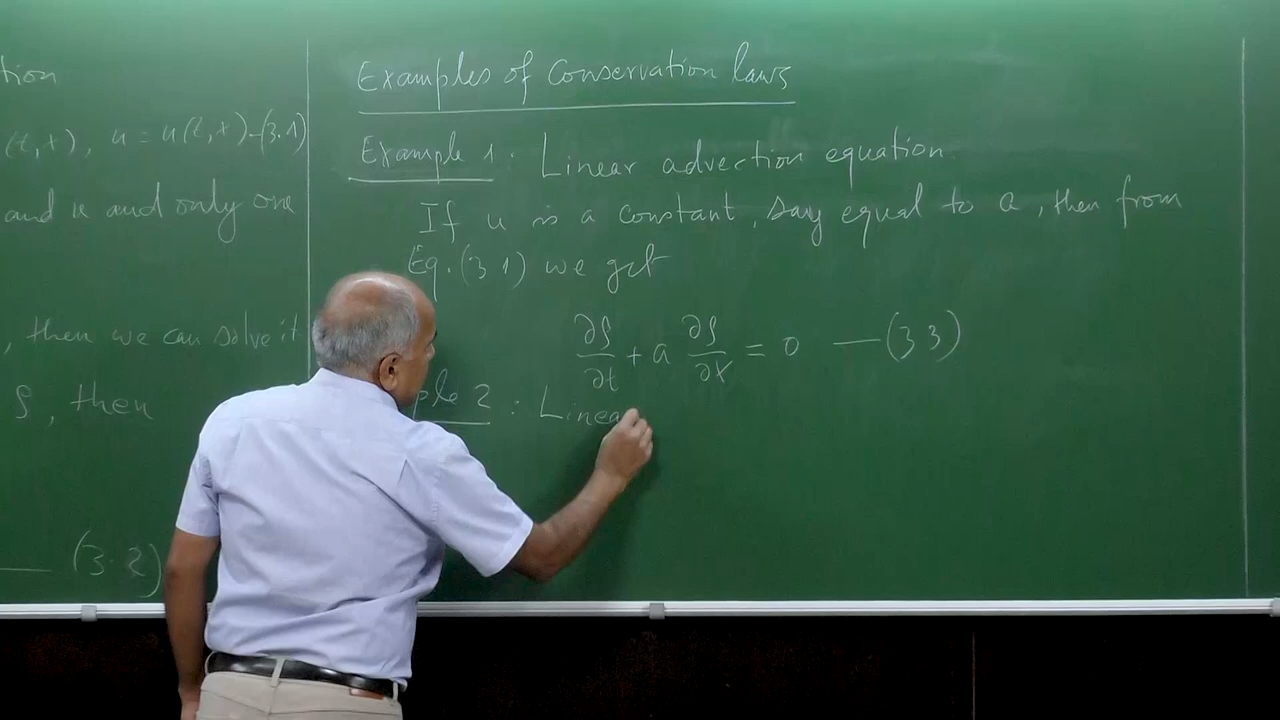 tion
(t,x), u = u(t,x) —(3.1)
and u and only one
, then we can solve it
ρ, then
— (3.2)
Examples of Conservation laws
Example 1 : Linear advection equation.
If u is a constant, say equal to a, then from
Eq. (3.1) we get
∂ρ/∂t + a ∂ρ/∂x = 0 —(3.3)
ple 2 : Linea